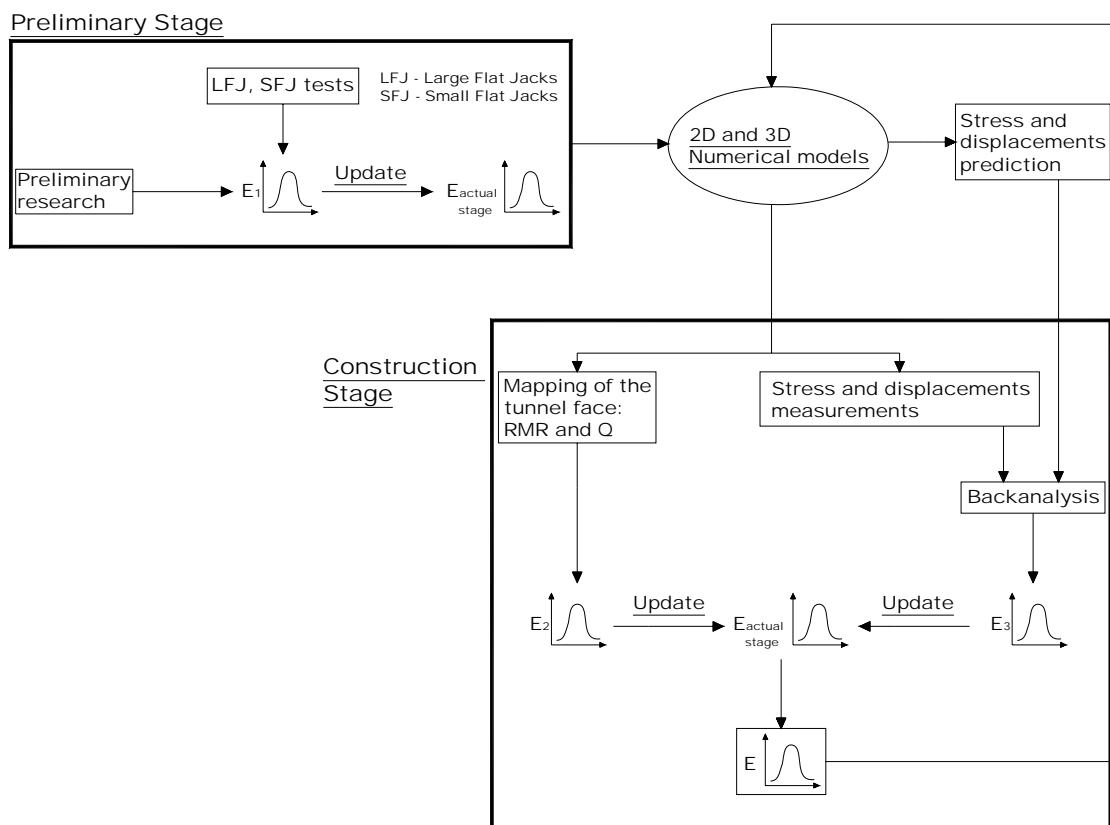 Preliminary Stage
LFJ, SFJ tests
LFJ - Large Flat Jacks
SFJ - Small Flat Jacks
Preliminary
research
E1
Update
Eactual
stage
2D and 3D
Numerical models
Stress and
displacements
prediction
Construction
Stage
Mapping of the
tunnel face:
RMR and Q
Stress and displacements
measurements
Backanalysis
E2
Update
Eactual
stage
Update
E3
E